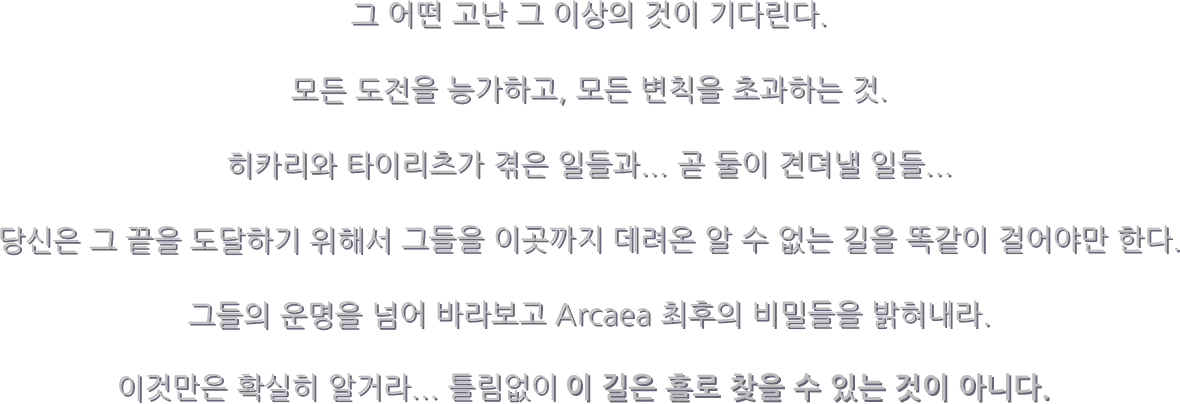 그 어떤 고난 그 이상의 것이 기다린다.
모든 도전을 능가하고, 모든 변칙을 초과하는 것.
히카리와 타이리츠가 겪은 일들과... 곧 둘이 견뎌낼 일들...
당신은 그 끝을 도달하기 위해서 그들을 이곳까지 데려온 알 수 없는 길을 똑같이 걸어야만 한다.
그들의 운명을 넘어 바라보고 Arcaea 최후의 비밀들을 밝혀내라.
이것만은 확실히 알거라... 틀림없이 이 길은 홀로 찾을 수 있는 것이 아니다.